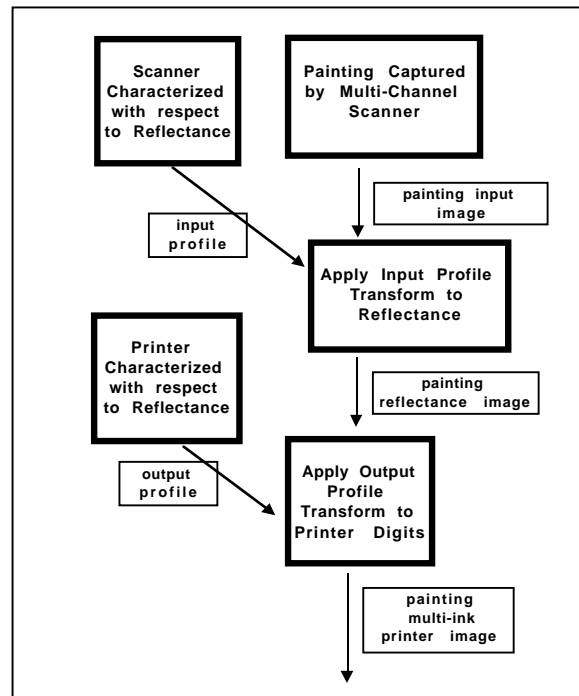 Scanner
Characterized
with respect
to Reflectance
Painting Captured
by Multi-Channel
Scanner
painting input
image
input
profile
Apply Input Profile
Transform to
Reflectance
Printer
Characterized
with respect
to Reflectance
painting
reflectance image
output
profile
Apply Output
Profile
Transform to
Printer Digits
painting
multi-ink
printer image